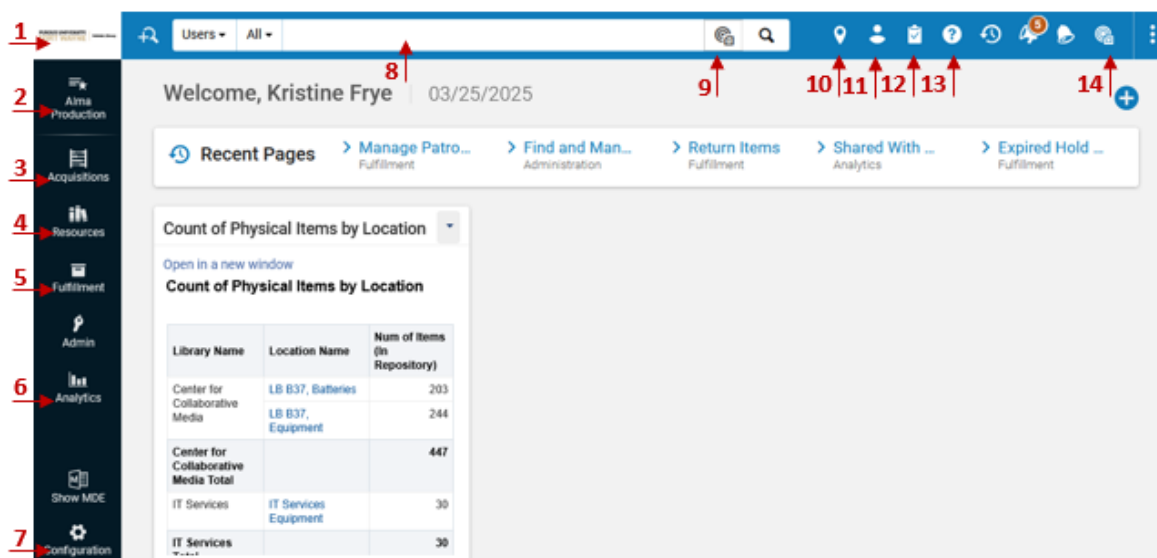 1
PURDUE UNIVERSITY
FORT WAYNE
Users All
5
8
9
10 11 12 13
14
2
Alma
Production
Welcome, Kristine Frye 03/25/2025
3
Acquisitions
Recent Pages
Manage Patro...
Fulfillment
Find and Man...
Administration
Return Items
Fulfillment
Shared With ...
Analytics
Expired Hold ...
Fulfillment
4
Resources
5
Fulfillment
Admin
6
Analytics
Show MDE
7
Configuration
Count of Physical Items by Location
Open in a new window
Count of Physical Items by Location
Library Name Location Name Num of Items
(In
Repository)
Center for
Collaborative
Media
LB B37, Batteries 203
LB B37,
Equipment
244
Center for
Collaborative
Media Total
447
IT Services IT Services
Equipment
30
IT Services
Total
30